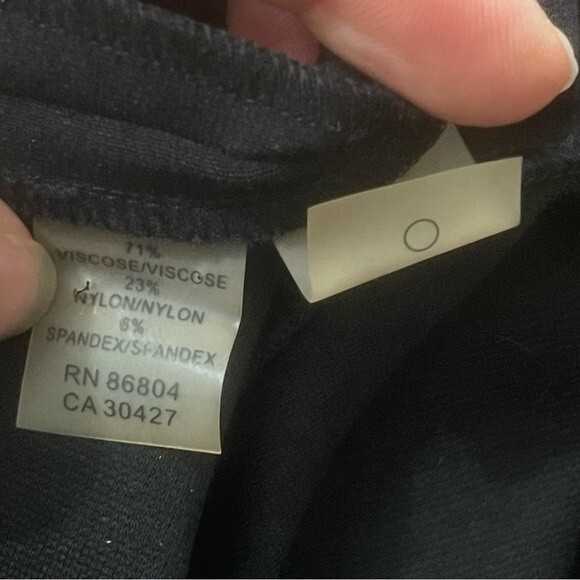 71%
VISCOSE/VISCOSE
23%
NYLON/NYLON
6%
SPANDEX/SPANDEX
RN 86804
CA 30427